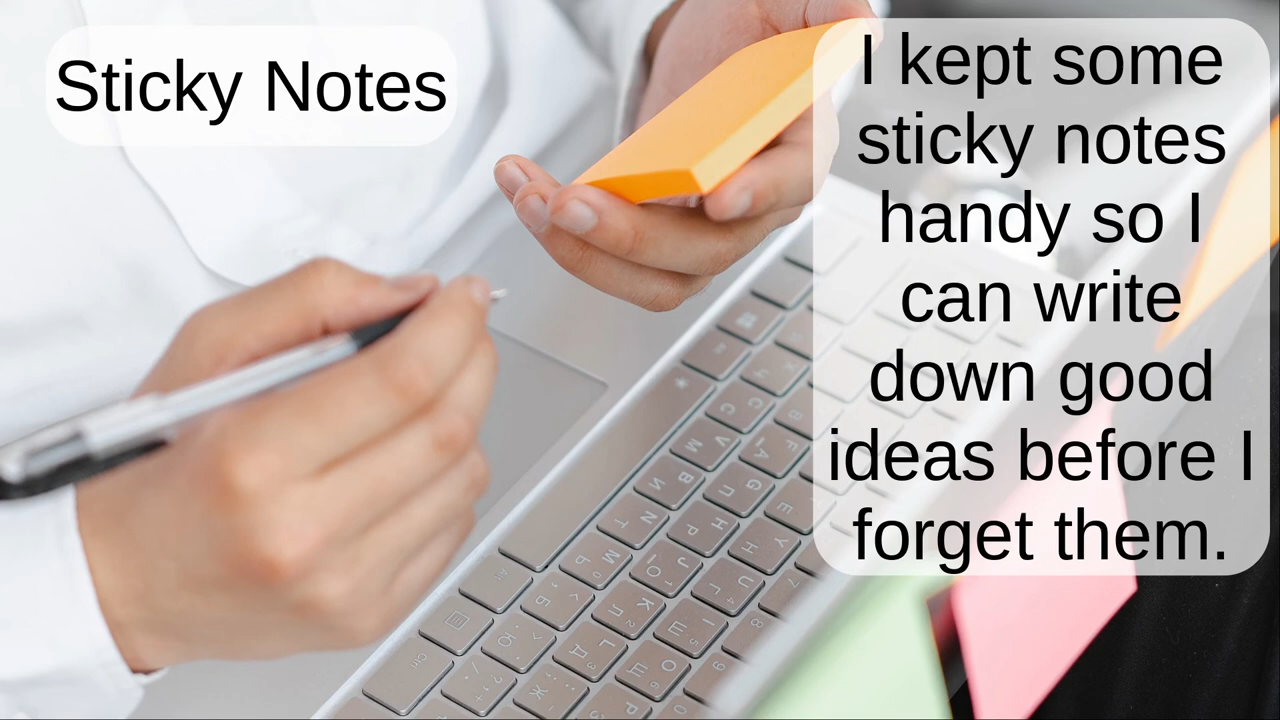 Sticky Notes
I kept some
sticky notes
handy so I
can write
down good
ideas before I
forget them.